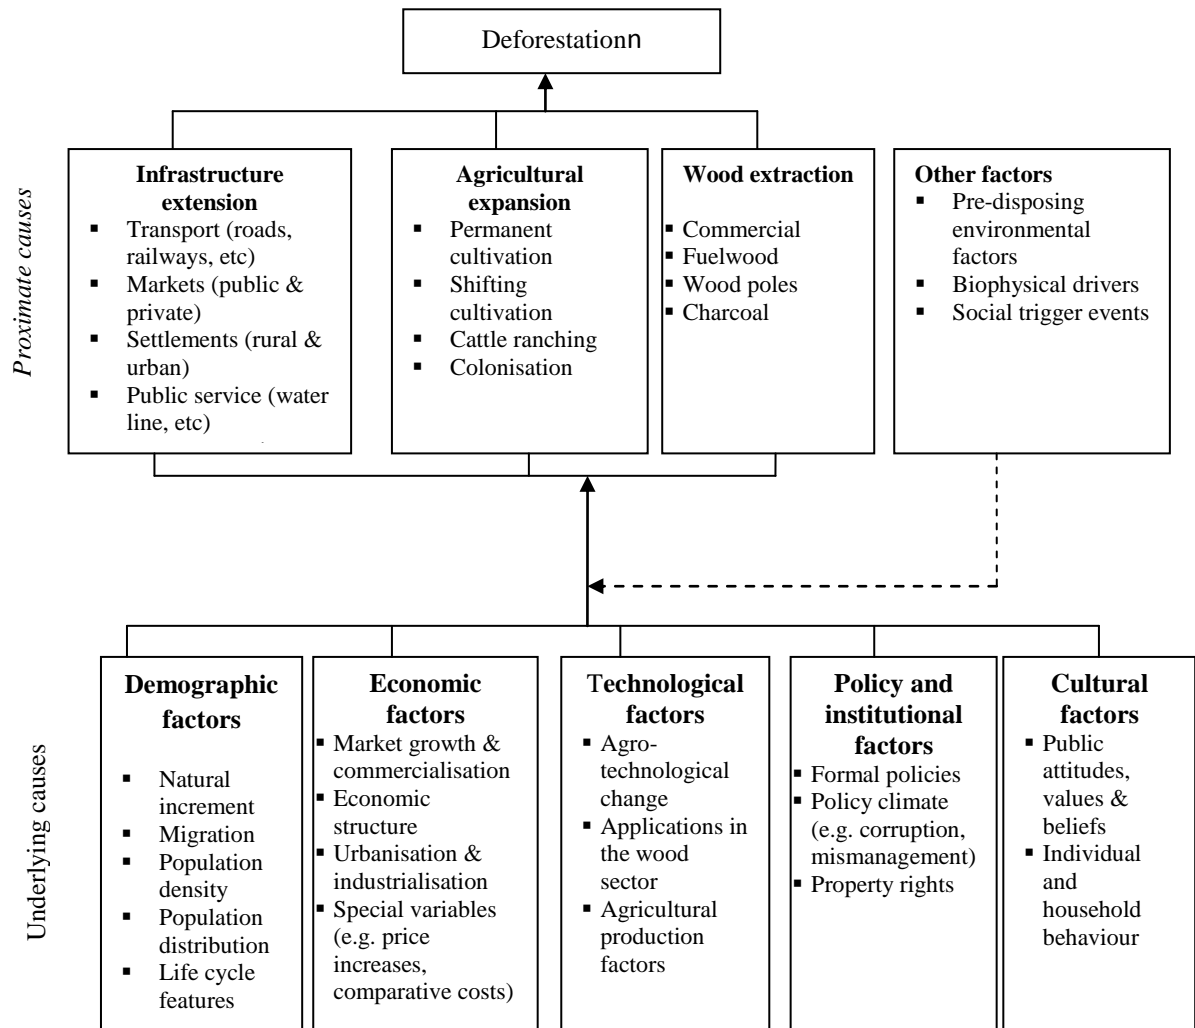 Deforestationn
Proximate causes
Infrastructure
extension
▪ Transport (roads,
railways, etc)
▪ Markets (public &
private)
▪ Settlements (rural &
urban)
▪ Public service (water
line, etc)
Agricultural
expansion
▪ Permanent
cultivation
▪ Shifting
cultivation
▪ Cattle ranching
▪ Colonisation
Wood extraction
▪ Commercial
▪ Fuelwood
▪ Wood poles
▪ Charcoal
Other factors
▪ Pre-disposing
environmental
factors
▪ Biophysical drivers
▪ Social trigger events
Underlying causes
Demographic
factors
▪ Natural
increment
▪ Migration
▪ Population
density
▪ Population
distribution
▪ Life cycle
features
Economic
factors
▪ Market growth &
commercialisation
▪ Economic
structure
▪ Urbanisation &
industrialisation
▪ Special variables
(e.g. price
increases,
comparative costs)
Technological
factors
▪ Agro-
technological
change
▪ Applications in
the wood
sector
▪ Agricultural
production
factors
Policy and
institutional
factors
▪ Formal policies
▪ Policy climate
(e.g. corruption,
mismanagement)
▪ Property rights
Cultural
factors
▪ Public
attitudes,
values &
beliefs
▪ Individual
and
household
behaviour